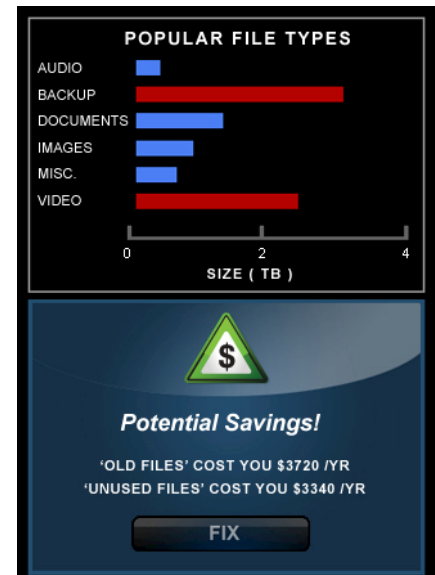 POPULAR FILE TYPES
AUDIO
BACKUP
DOCUMENTS
IMAGES
MISC.
VIDEO
0 2 4
SIZE ( TB )
$
Potential Savings!
'OLD FILES' COST YOU $3720 /YR
'UNUSED FILES' COST YOU $3340 /YR
FIX